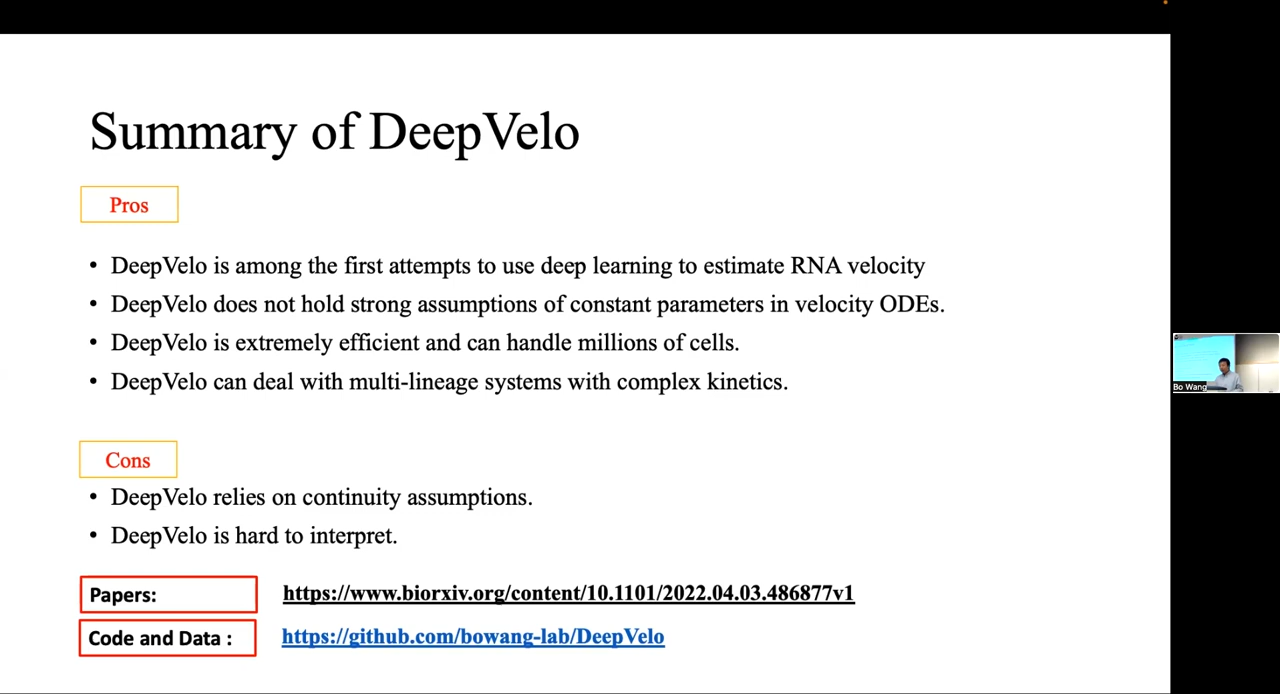 Summary of DeepVelo
Pros
• DeepVelo is among the first attempts to use deep learning to estimate RNA velocity
• DeepVelo does not hold strong assumptions of constant parameters in velocity ODEs.
• DeepVelo is extremely efficient and can handle millions of cells.
• DeepVelo can deal with multi-lineage systems with complex kinetics.
Cons
• DeepVelo relies on continuity assumptions.
• DeepVelo is hard to interpret.
Papers: https://www.biorxiv.org/content/10.1101/2022.04.03.486877v1
Code and Data : https://github.com/bowang-lab/DeepVelo
Bo Wang